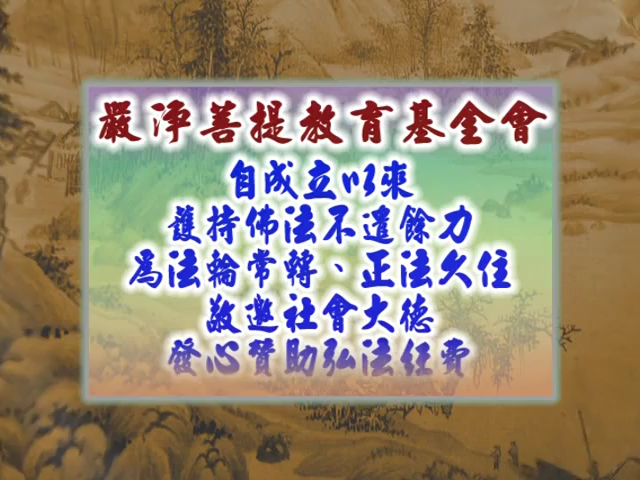 嚴淨菩提教育基金會
自成立以來
護持佛法不遺餘力
為法輪常轉、正法久住
敬邀社會大德
發心贊助弘法經費